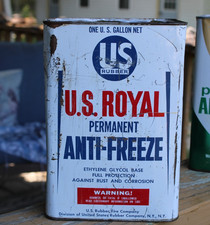 ONE U. S. GALLON NET
US
RUBBER
U.S. ROYAL
PERMANENT
ANTI-FREEZE
ETHYLENE GLYCOL BASE
FULL PROTECTION
AGAINST RUST AND CORROSION
WARNING!
U.S. Rubber Tire Company
Division of United States Rubber Company, N.Y., N.Y.